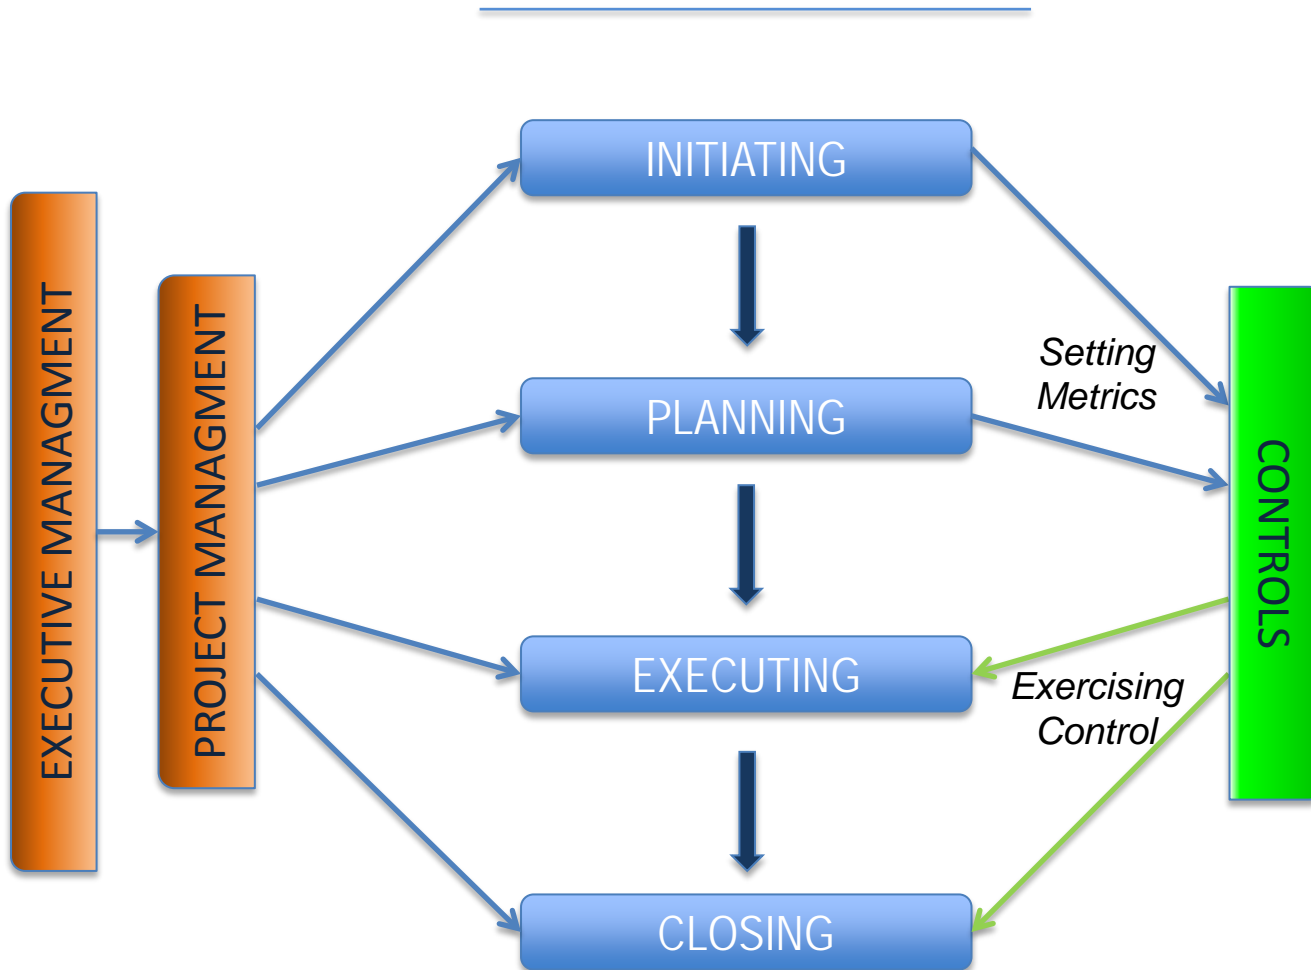 EXECUTIVE MANAGMENT
PROJECT MANAGMENT
INITIATING
PLANNING
EXECUTING
CLOSING
Setting
Metrics
Exercising
Control
CONTROLS